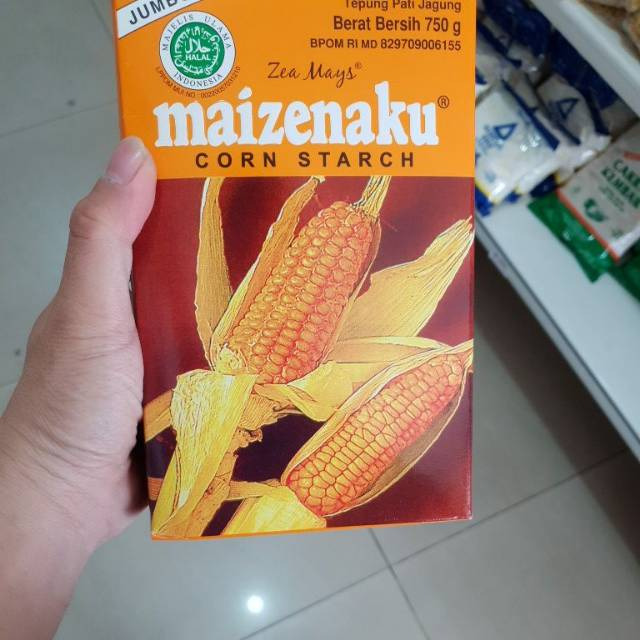 JUMBO
Tepung Pati Jagung
Berat Bersih 750 g
BPOM RI MD 829709006155
MAJELIS ULAMA
HALAL
INDONESIA
Zea Mays®
maizenaku®
CORN STARCH